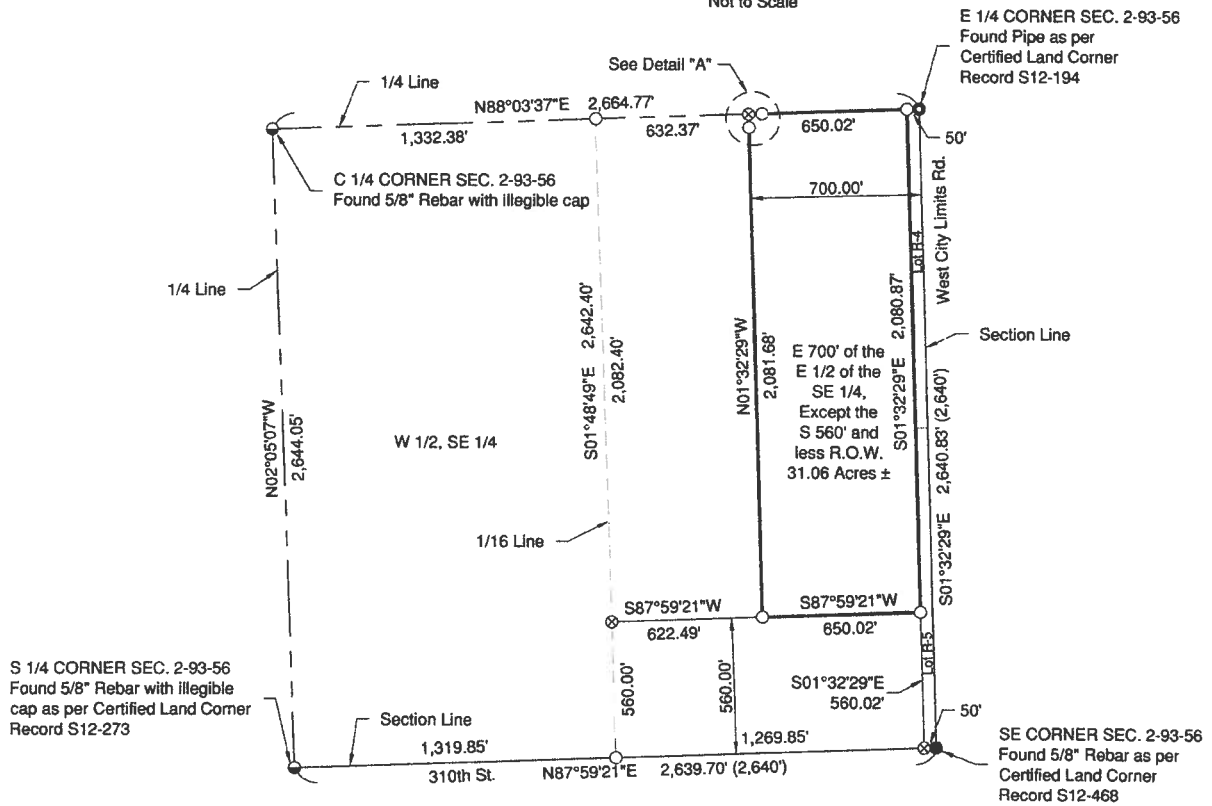 Not to Scale
E 1/4 CORNER SEC. 2-93-56
Found Pipe as per
Certified Land Corner
Record S12-194
See Detail "A"
1/4 Line
N88°03'37"E 2,664.77'
1,332.38'
632.37'
650.02'
50'
C 1/4 CORNER SEC. 2-93-56
Found 5/8" Rebar with illegible cap
700.00'
West City Limits Rd.
Lot R-4
1/4 Line
S01°48'49"E 2,642.40'
2,082.40'
N01°32'29"W
2,081.68'
S01°32'29"E 2,080.87'
Section Line
E 700' of the
E 1/2 of the
SE 1/4,
Except the
S 560' and
less R.O.W.
31.06 Acres ±
N02°05'07"W
2,644.05'
W 1/2, SE 1/4
S01°32'29"E 2,640.83' (2,640')
1/16 Line
S87°59'21"W
622.49'
S87°59'21"W
650.02'
Lot R-5
560.00'
560.00'
S01°32'29"E
560.02'
50'
S 1/4 CORNER SEC. 2-93-56
Found 5/8" Rebar with illegible
cap as per Certified Land Corner
Record S12-273
Section Line
1,319.85'
310th St.
1,269.85'
N87°59'21"E 2,639.70' (2,640')
SE CORNER SEC. 2-93-56
Found 5/8" Rebar as per
Certified Land Corner
Record S12-468